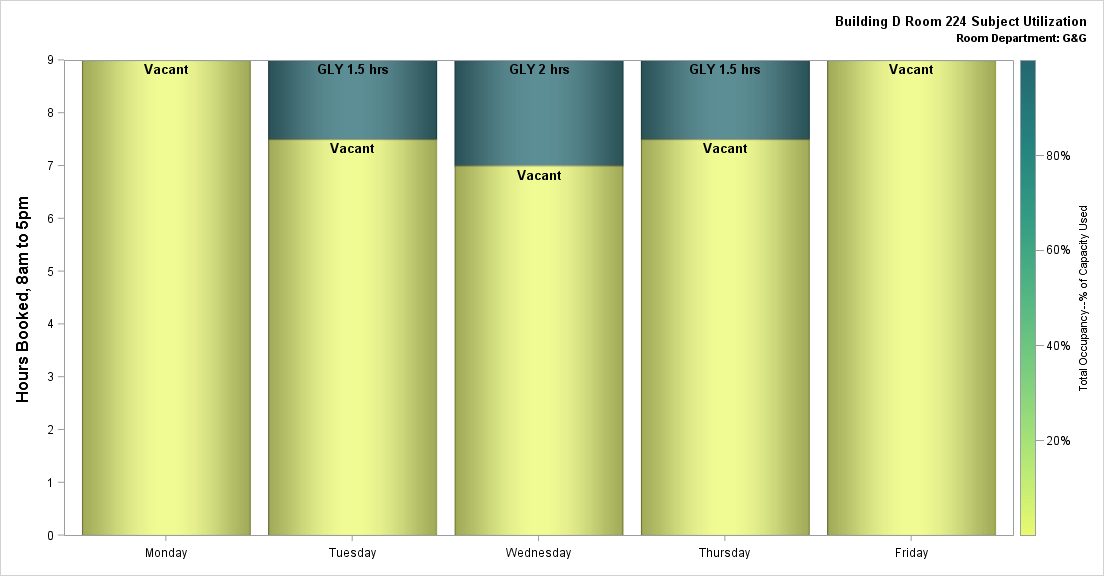 Building D Room 224 Subject Utilization
Room Department: G&G
Hours Booked, 8am to 5pm
9
8
7
6
5
4
3
2
1
0
Vacant
GLY 1.5 hrs
Vacant
GLY 2 hrs
Vacant
GLY 1.5 hrs
Vacant
Vacant
Monday
Tuesday
Wednesday
Thursday
Friday
80%
60%
40%
20%
Total Occupancy--% of Capacity Used